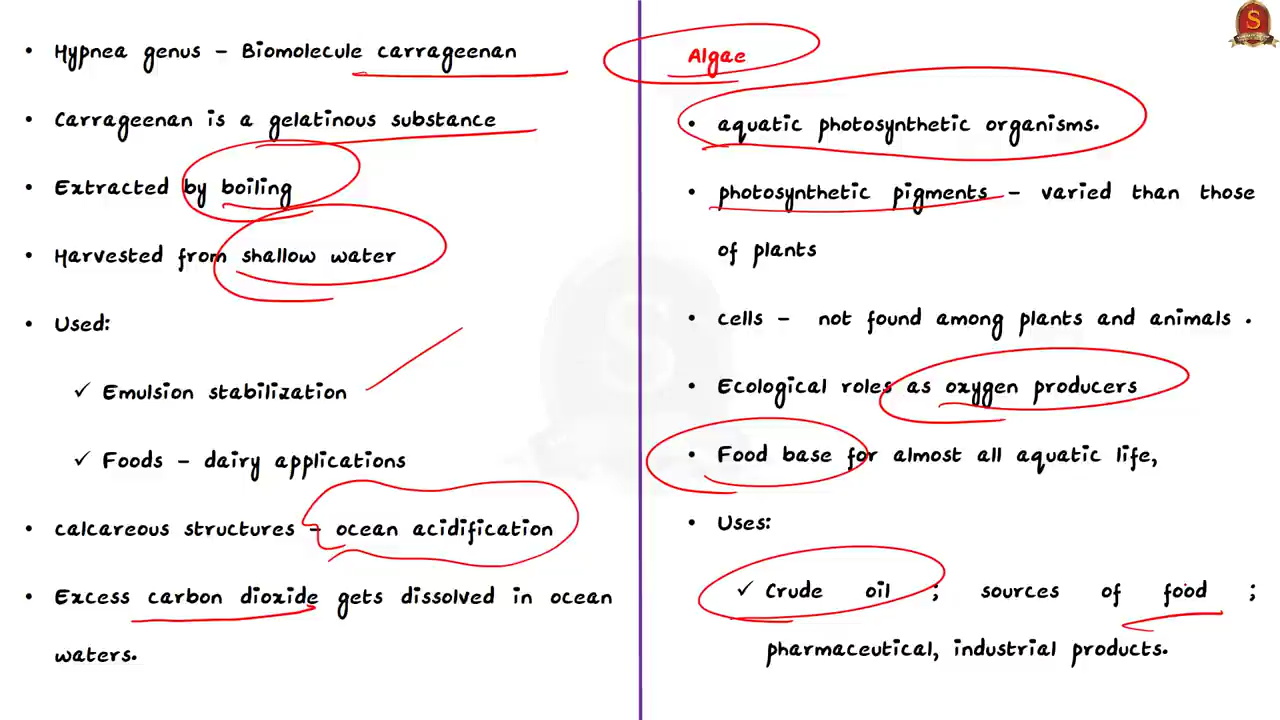 • Hypnea genus – Biomolecule carrageenan
• Carrageenan is a gelatinous substance
• Extracted by boiling
• Harvested from shallow water
• Used:
✓ Emulsion stabilization
✓ Foods – dairy applications
• calcareous structures – ocean acidification
• Excess carbon dioxide gets dissolved in ocean
waters.
Algae
• aquatic photosynthetic organisms.
• photosynthetic pigments – varied than those
of plants
• cells – not found among plants and animals .
• Ecological roles as oxygen producers
• Food base for almost all aquatic life,
• Uses:
✓ Crude oil ; sources of food ;
pharmaceutical, industrial products.
S